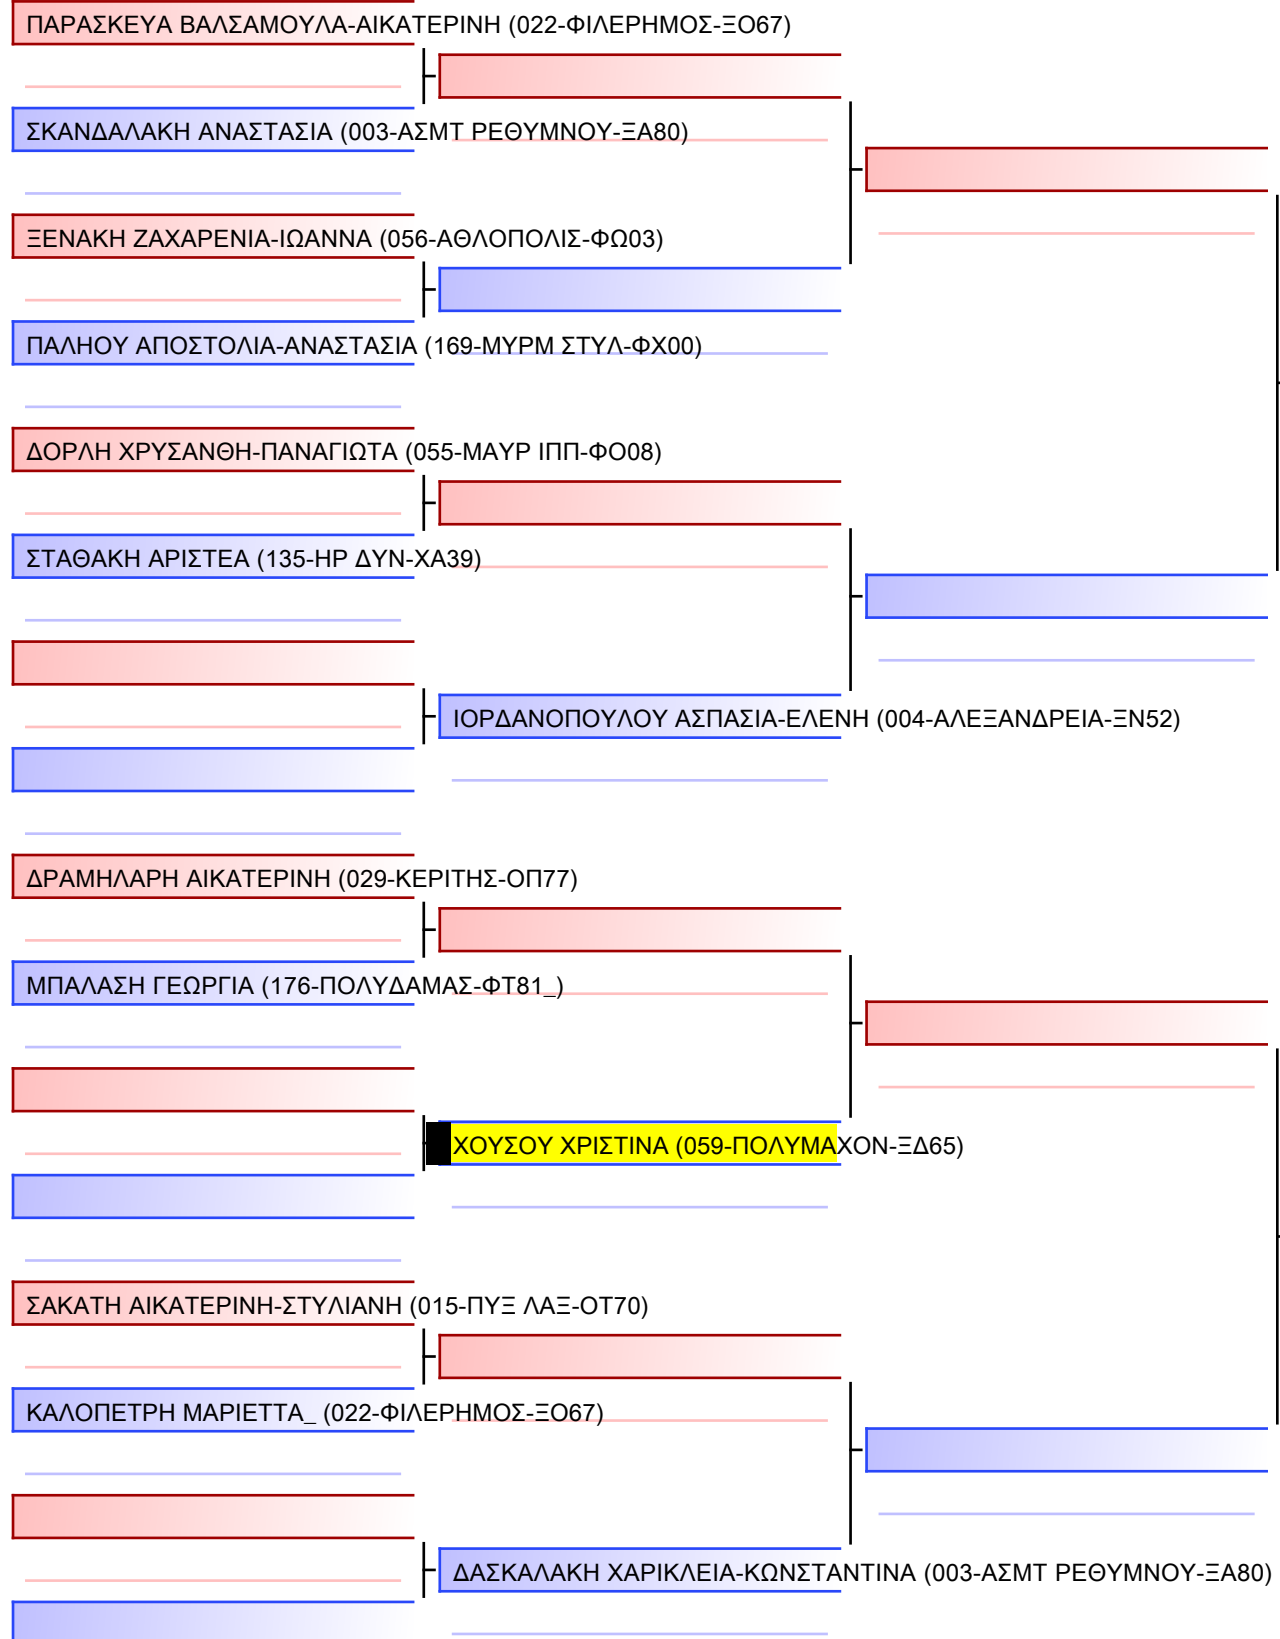 ΠΑΡΑΣΚΕΥΑ ΒΑΛΣΑΜΟΥΛΑ-ΑΙΚΑΤΕΡΙΝΗ (022-ΦΙΛΕΡΗΜΟΣ-ΞΟ67)
ΣΚΑΝΔΑΛΑΚΗ ΑΝΑΣΤΑΣΙΑ (003-ΑΣΜΤ ΡΕΘΥΜΝΟΥ-ΞΑ80)
ΞΕΝΑΚΗ ΖΑΧΑΡΕΝΙΑ-ΙΩΑΝΝΑ (056-ΑΘΛΟΠΟΛΙΣ-ΦΩ03)
ΠΑΛΗΟΥ ΑΠΟΣΤΟΛΙΑ-ΑΝΑΣΤΑΣΙΑ (169-ΜΥΡΜ ΣΤΥΛ-ΦΧ00)
ΔΟΡΛΗ ΧΡΥΣΑΝΘΗ-ΠΑΝΑΓΙΩΤΑ (055-ΜΑΥΡ ΙΠΠ-ΦΟ08)
ΣΤΑΘΑΚΗ ΑΡΙΣΤΕΑ (135-ΗΡ ΔΥΝ-ΧΑ39)
ΙΟΡΔΑΝΟΠΟΥΛΟΥ ΑΣΠΑΣΙΑ-ΕΛΕΝΗ (004-ΑΛΕΞΑΝΔΡΕΙΑ-ΞΝ52)
ΔΡΑΜΗΛΑΡΗ ΑΙΚΑΤΕΡΙΝΗ (029-ΚΕΡΙΤΗΣ-ΟΠ77)
ΜΠΑΛΑΣΗ ΓΕΩΡΓΙΑ (176-ΠΟΛΥΔΑΜΑΣ-ΦΤ81_)
ΧΟΥΣΟΥ ΧΡΙΣΤΙΝΑ (059-ΠΟΛΥΜΑΧΟΝ-ΞΔ65)
ΣΑΚΑΤΗ ΑΙΚΑΤΕΡΙΝΗ-ΣΤΥΛΙΑΝΗ (015-ΠΥΞ ΛΑΞ-ΟΤ70)
ΚΑΛΟΠΕΤΡΗ ΜΑΡΙΕΤΤΑ_ (022-ΦΙΛΕΡΗΜΟΣ-ΞΟ67)
ΔΑΣΚΑΛΑΚΗ ΧΑΡΙΚΛΕΙΑ-ΚΩΝΣΤΑΝΤΙΝΑ (003-ΑΣΜΤ ΡΕΘΥΜΝΟΥ-ΞΑ80)